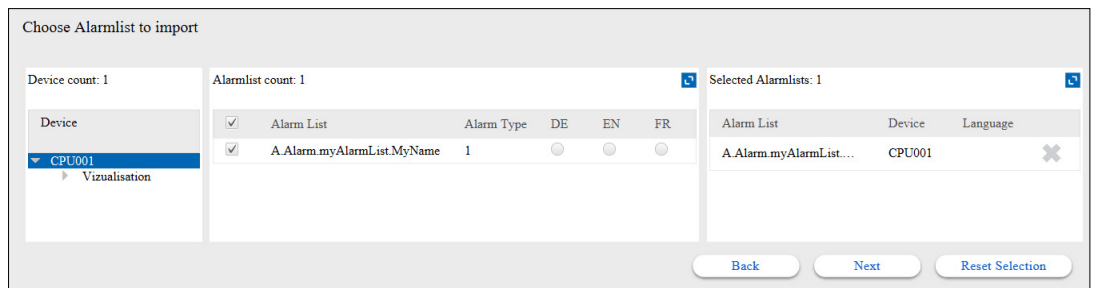 Choose Alarmlist to import
Device count: 1
Alarmlist count: 1
Selected Alarmlists: 1
Device
Alarm List Alarm Type DE EN FR
Alarm List Device Language
CPU001
A.Alarm.myAlarmList.MyName 1
A.Alarm.myAlarmList.... CPU001
Vizualisation
Back Next Reset Selection